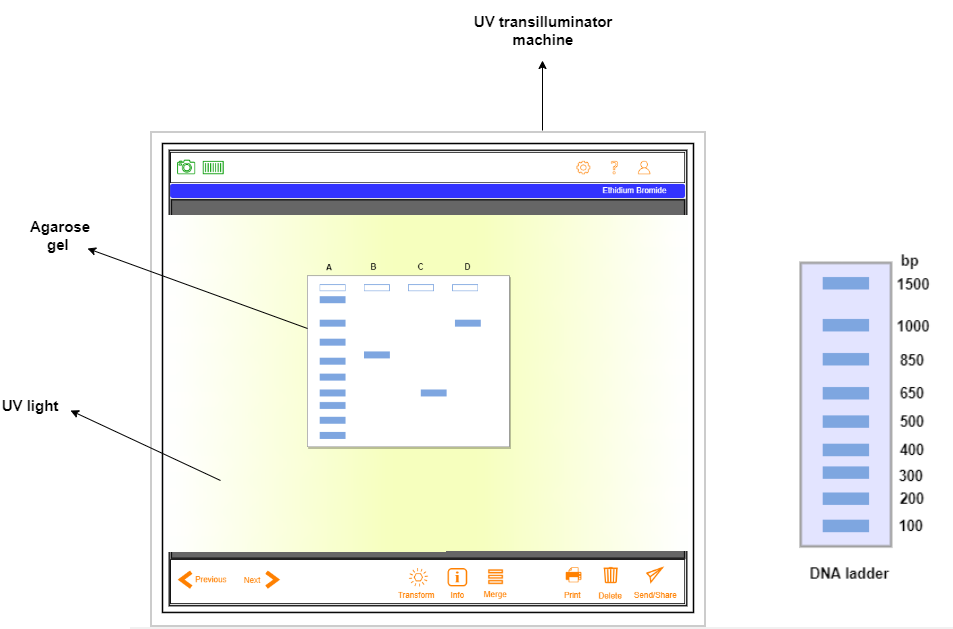 UV transilluminator
machine
Ethidium Bromide
Agarose
gel
A B C D
UV light
Previous Next Transform Info Merge Print Delete Send/Share
bp
1500
1000
850
650
500
400
300
200
100
DNA ladder